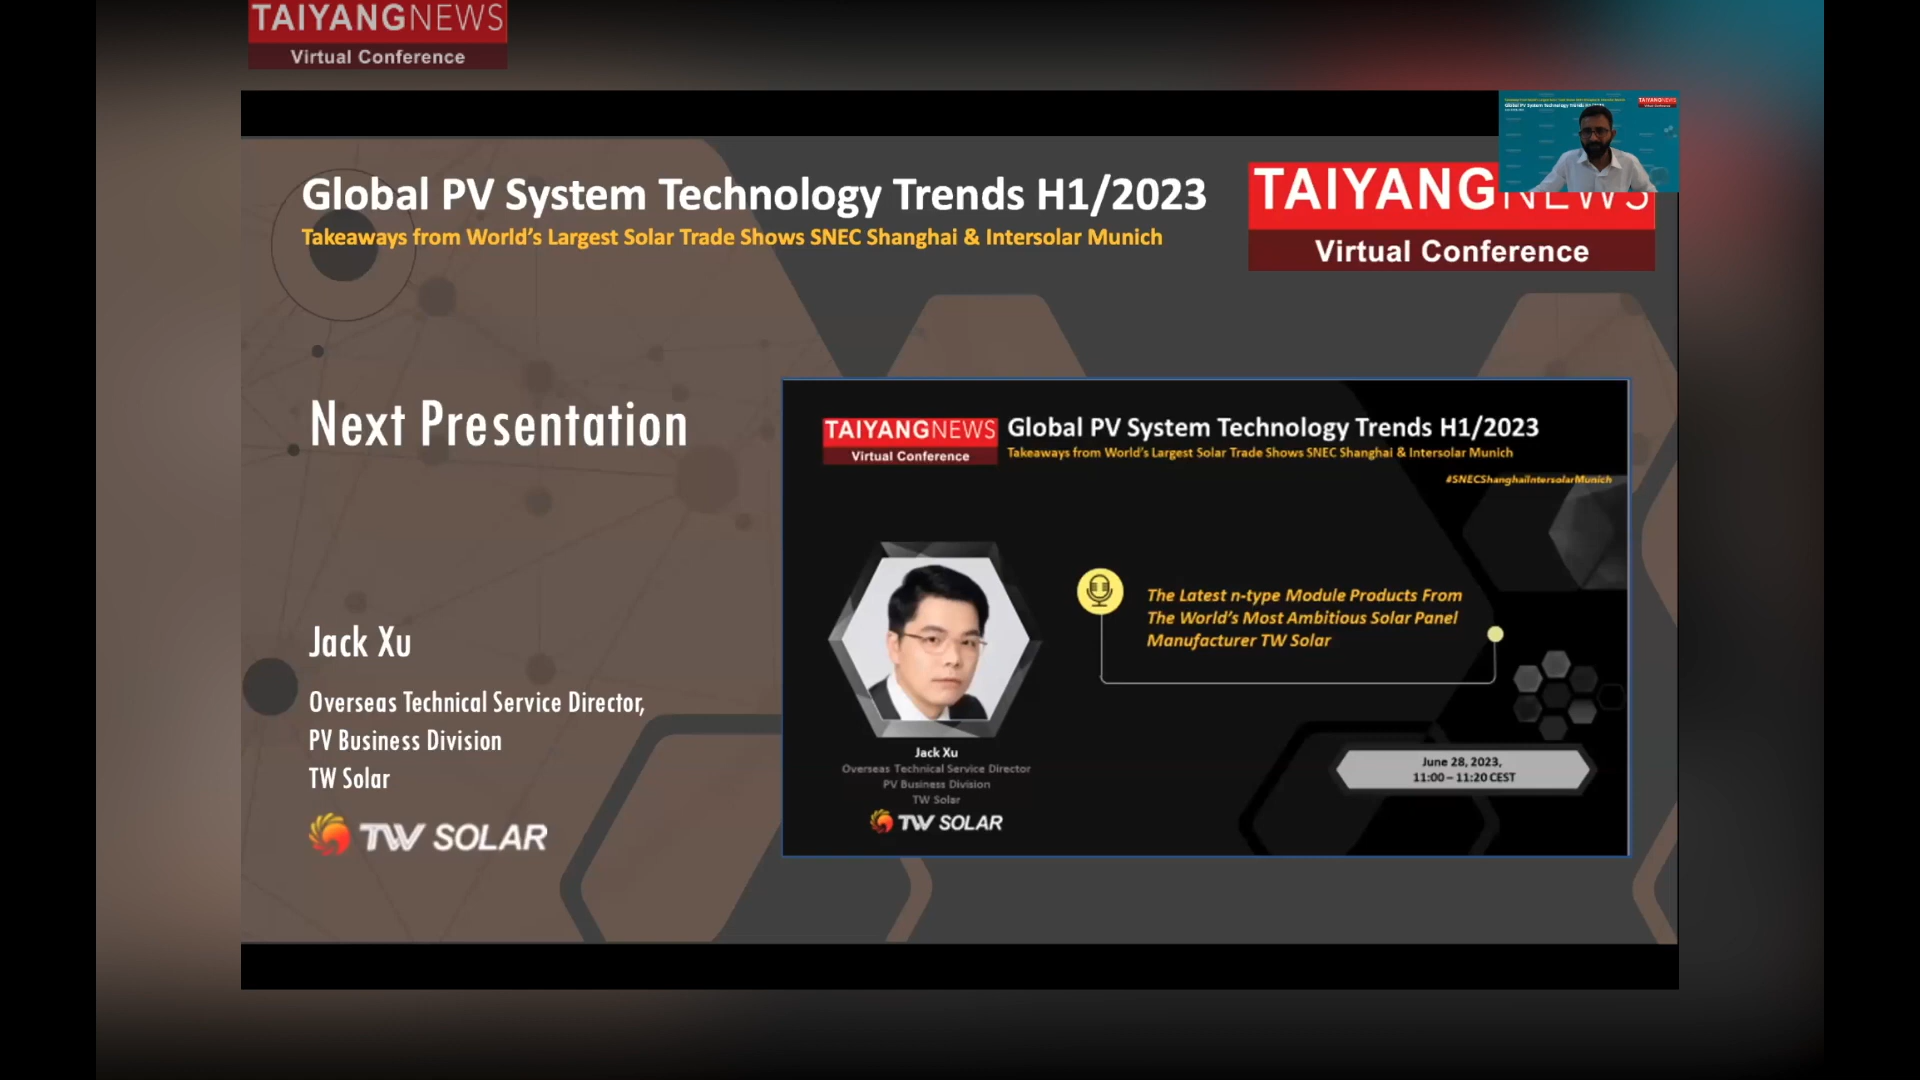 TAIYANGNEWS
Virtual Conference
Global PV System Technology Trends H1/2023
Takeaways from World's Largest Solar Trade Shows SNEC Shanghai & Intersolar Munich
TAIYANGNEWS
Virtual Conference
TAIYANGNEWS
Next Presentation
Jack Xu
Overseas Technical Service Director,
PV Business Division
TW Solar
TW SOLAR
TAIYANGNEWS
Virtual Conference
Global PV System Technology Trends H1/2023
Takeaways from World's Largest Solar Trade Shows SNEC Shanghai & Intersolar Munich
#SNECShanghaiIntersolarMunich
The Latest n-type Module Products From
The World's Most Ambitious Solar Panel
Manufacturer TW Solar
Jack Xu
Overseas Technical Service Director
PV Business Division
TW Solar
TW SOLAR
June 28, 2023,
11:00 – 11:20 CEST